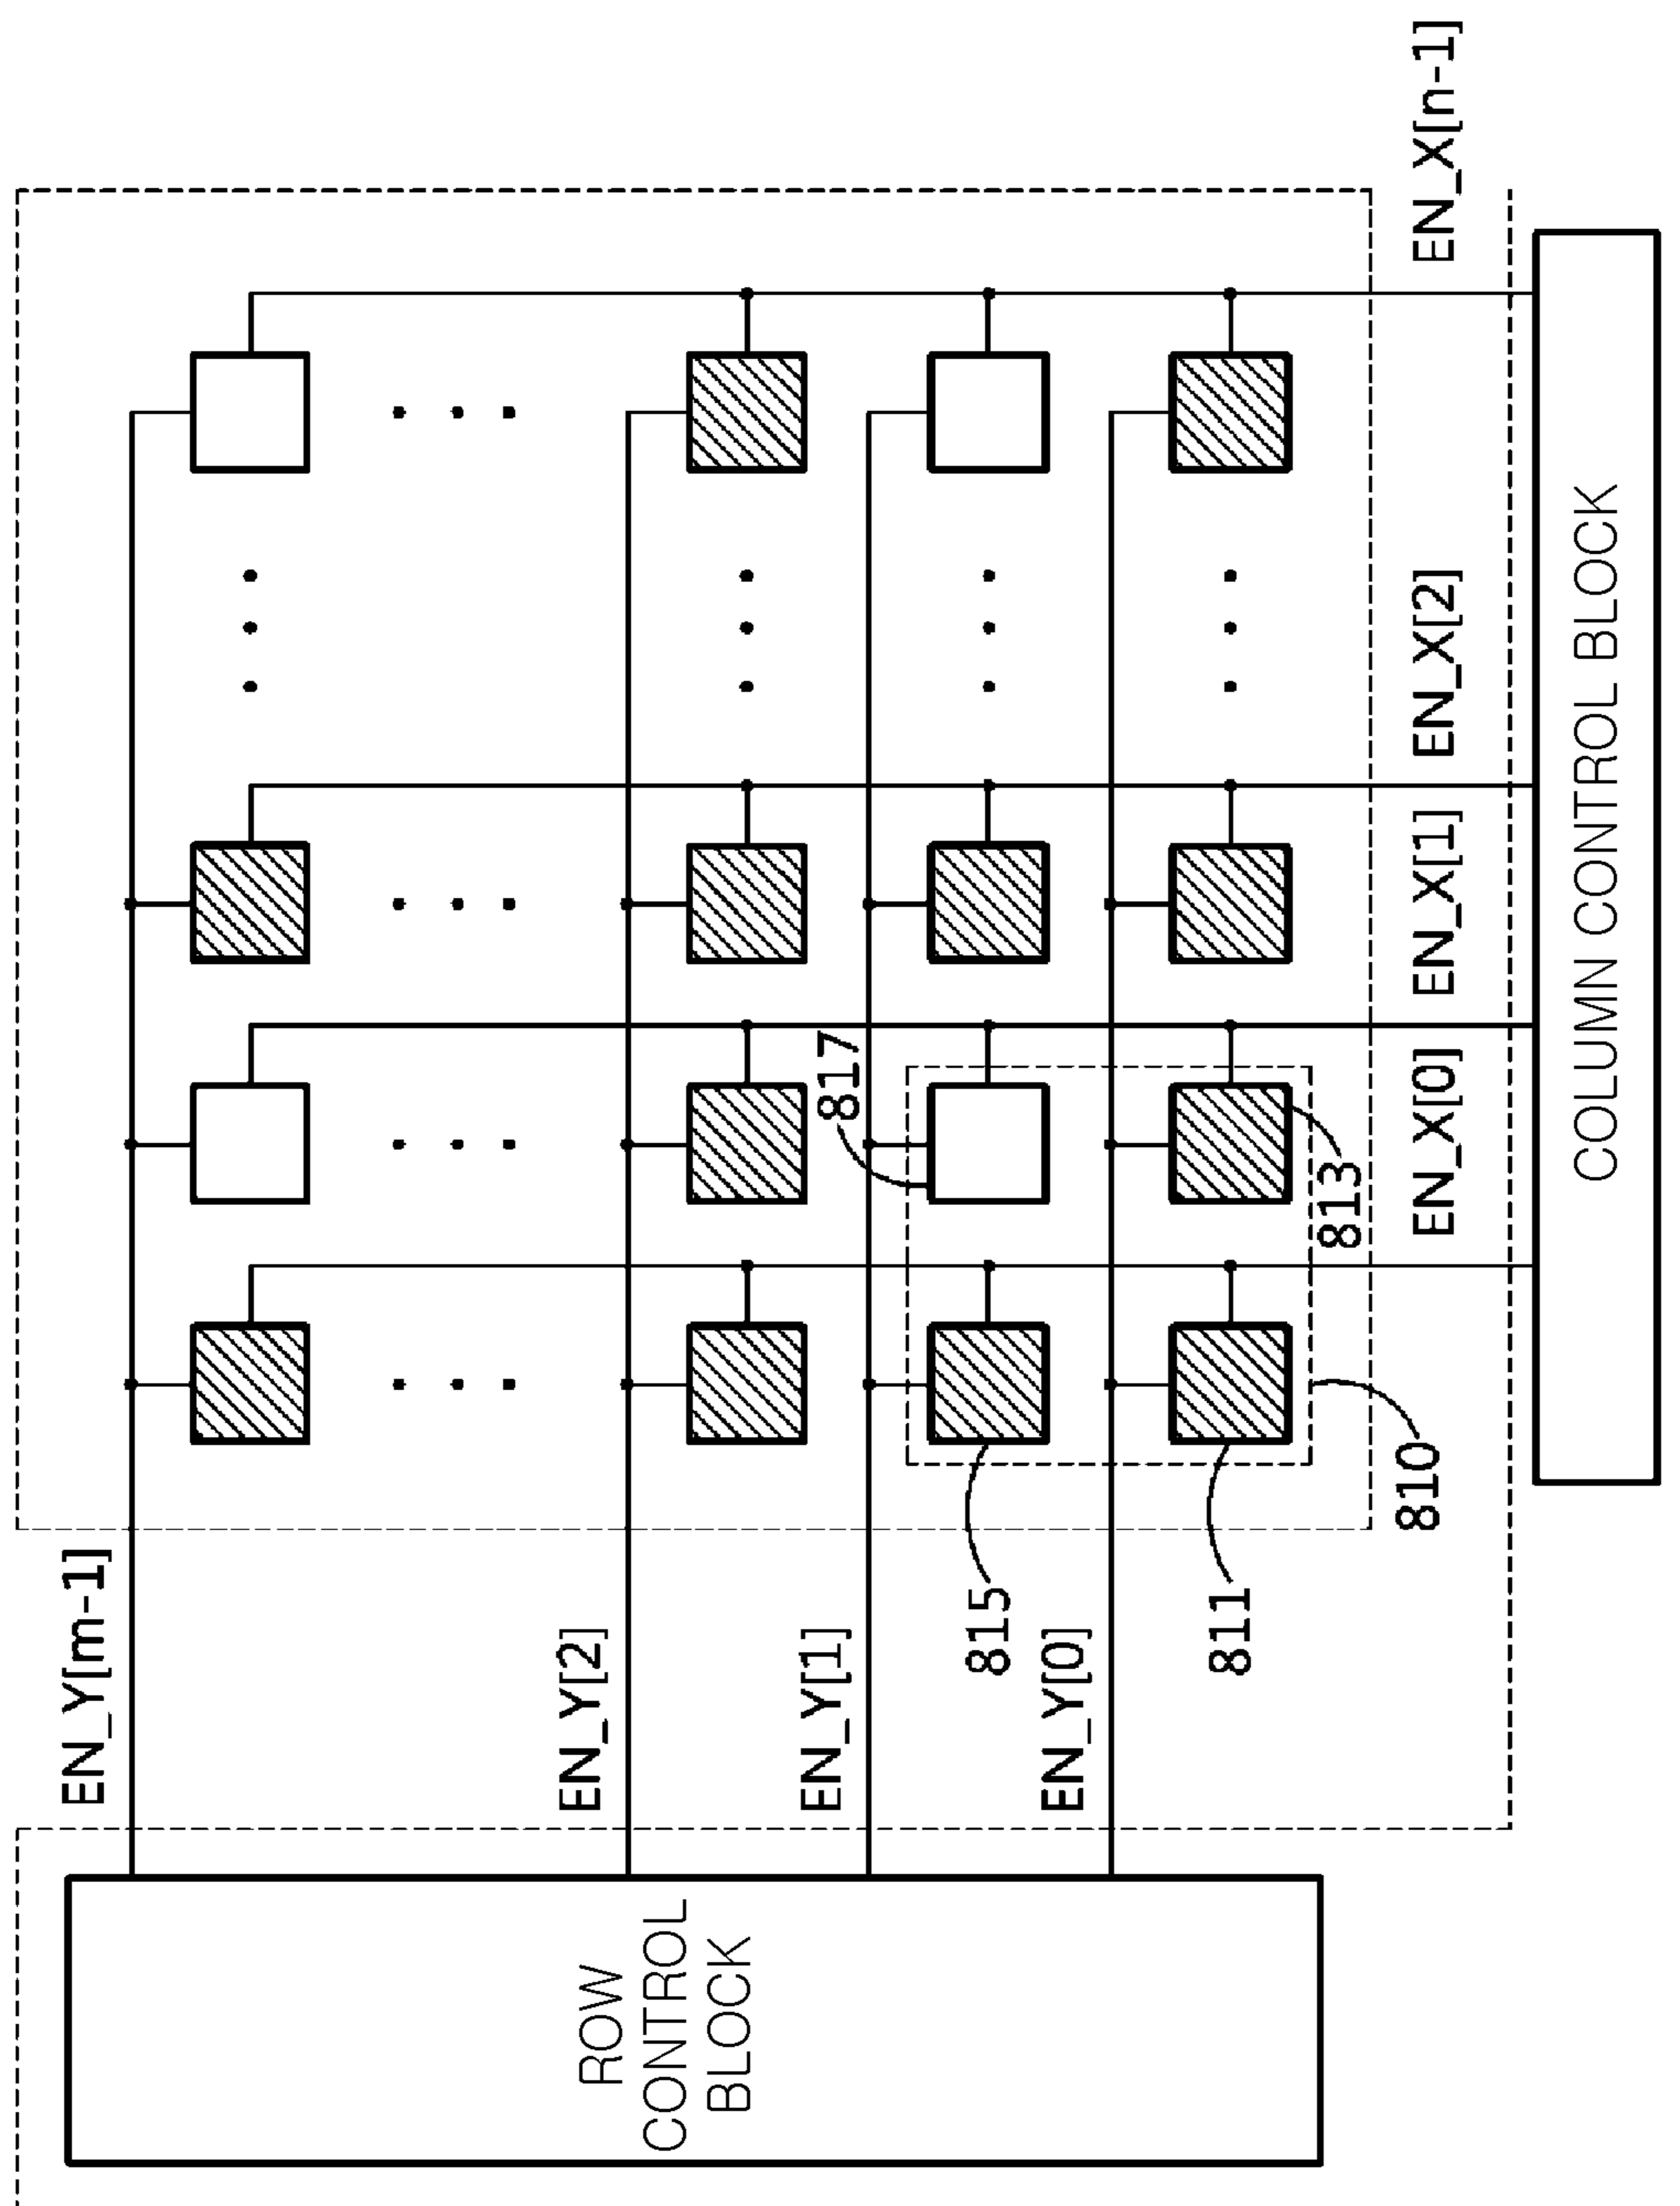 EN_Y[m-1]
EN_Y[2]
EN_Y[1]
EN_Y[0]
ROW
CONTROL
BLOCK
817
815
811
813
810
EN_X[0]
EN_X[1]
EN_X[2]
EN_X[n-1]
COLUMN CONTROL BLOCK